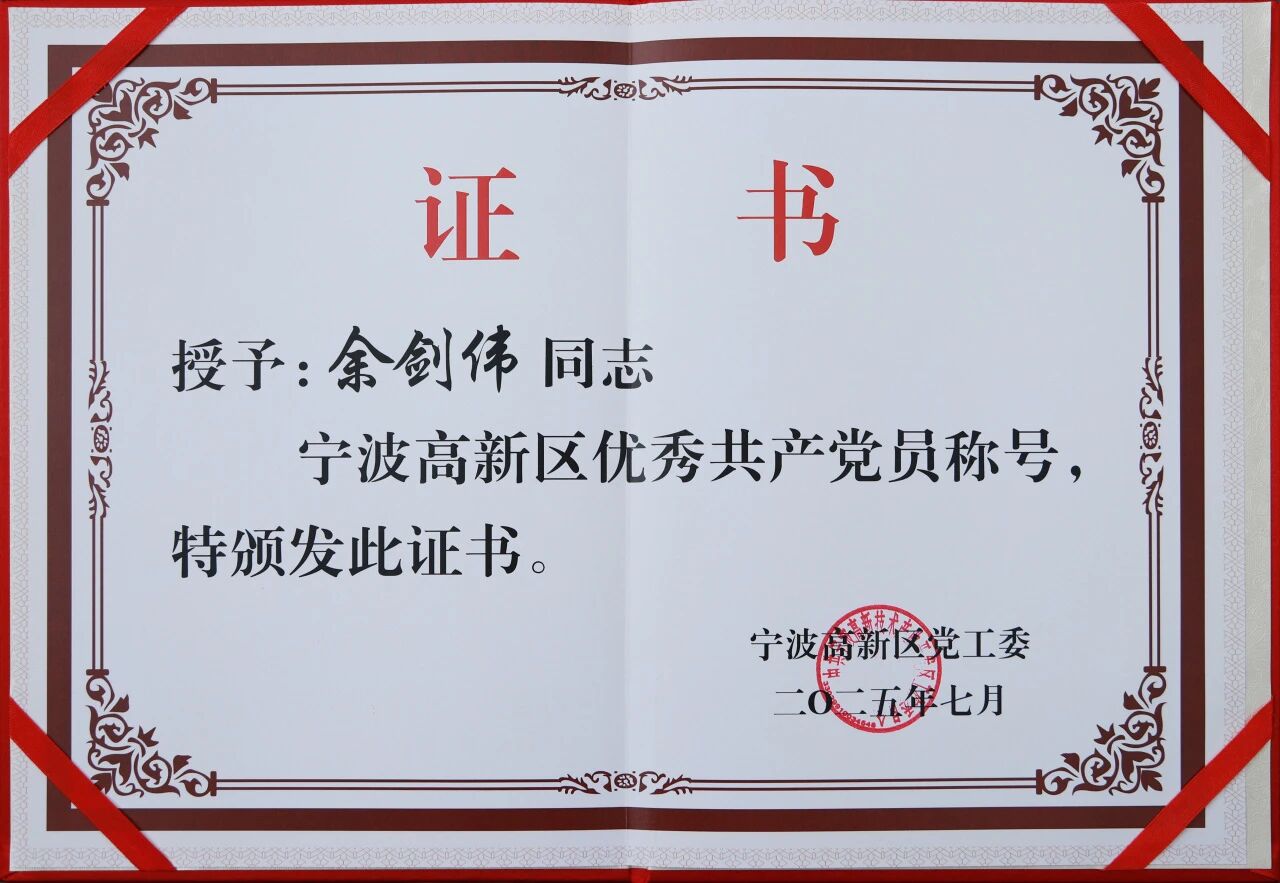 证书
授予：余剑伟 同志
宁波高新区优秀共产党员称号，
特颁发此证书。
宁波高新区党工委
二〇二五年七月